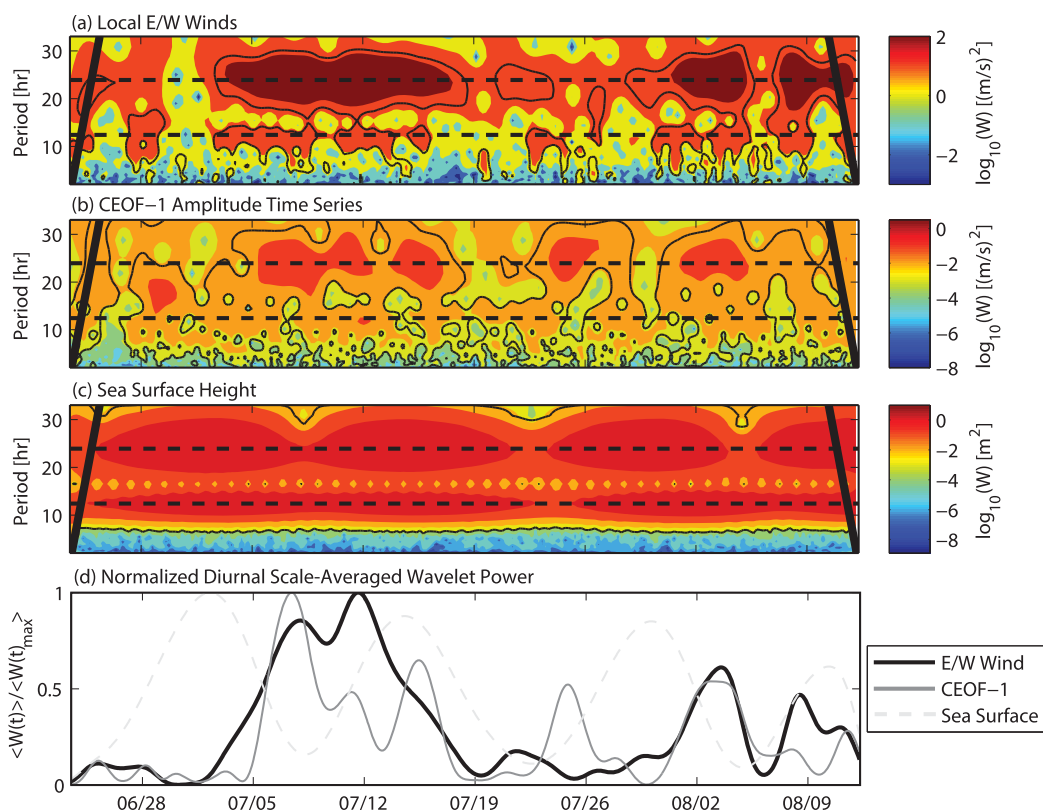 (a) Local E/W Winds
Period [hr]
30
20
10
2
0
−2
log10(W) [(m/s)²]
(b) CEOF−1 Amplitude Time Series
Period [hr]
30
20
10
0
−2
−4
−6
−8
log10(W) [(m/s)²]
(c) Sea Surface Height
Period [hr]
30
20
10
0
−2
−4
−6
−8
log10(W) [m²]
(d) Normalized Diurnal Scale-Averaged Wavelet Power
<W(t)>/<W(t)max>
1
0.5
0
06/28
07/05
07/12
07/19
07/26
08/02
08/09
E/W Wind
CEOF−1
Sea Surface